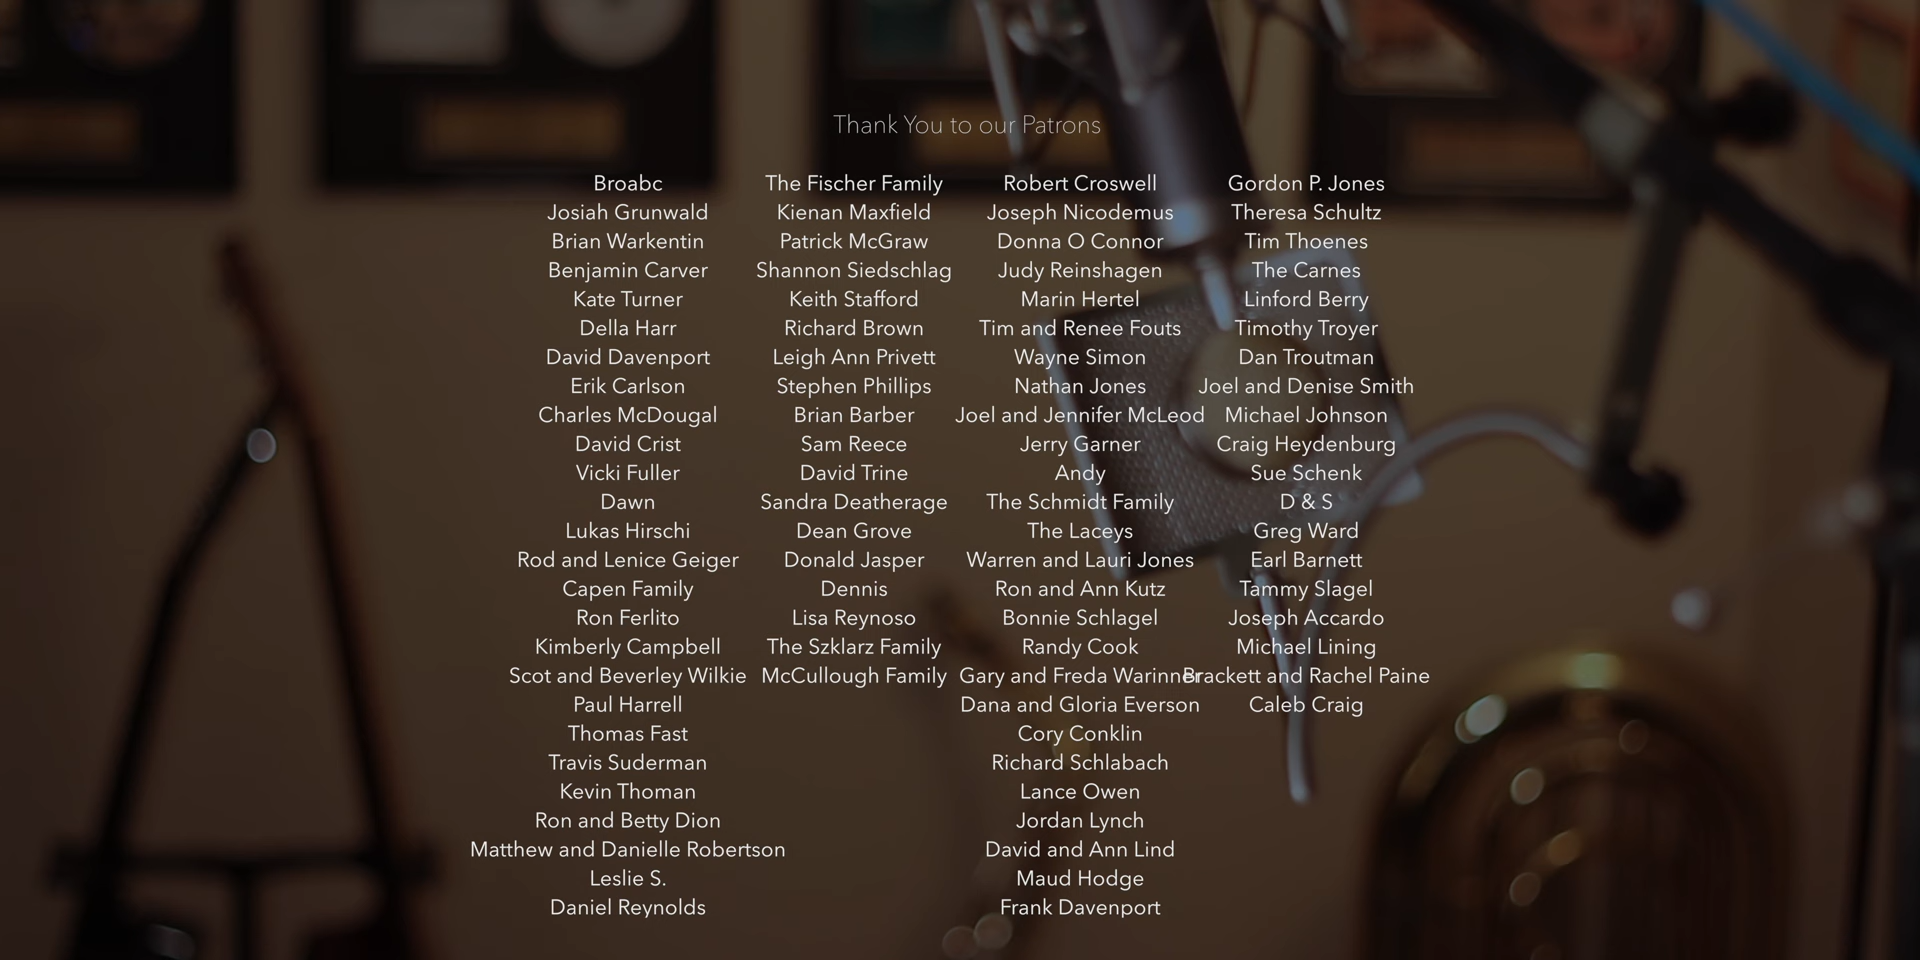 Thank You to our Patrons
Broabc
Josiah Grunwald
Brian Warkentin
Benjamin Carver
Kate Turner
Della Harr
David Davenport
Erik Carlson
Charles McDougal
David Crist
Vicki Fuller
Dawn
Lukas Hirschi
Rod and Lenice Geiger
Capen Family
Ron Ferlito
Kimberly Campbell
Scot and Beverley Wilkie
Paul Harrell
Thomas Fast
Travis Suderman
Kevin Thoman
Ron and Betty Dion
Matthew and Danielle Robertson
Leslie S.
Daniel Reynolds
The Fischer Family
Kienan Maxfield
Patrick McGraw
Shannon Siedschlag
Keith Stafford
Richard Brown
Leigh Ann Privett
Stephen Phillips
Brian Barber
Sam Reece
David Trine
Sandra Deatherage
Dean Grove
Donald Jasper
Dennis
Lisa Reynoso
The Szklarz Family
McCullough Family
Robert Croswell
Joseph Nicodemus
Donna O Connor
Judy Reinshagen
Marin Hertel
Tim and Renee Fouts
Wayne Simon
Nathan Jones
Joel and Jennifer McLeod
Jerry Garner
Andy
The Schmidt Family
The Laceys
Warren and Lauri Jones
Ron and Ann Kutz
Bonnie Schlagel
Randy Cook
Gary and Freda Warinner
Dana and Gloria Everson
Cory Conklin
Richard Schlabach
Lance Owen
Jordan Lynch
David and Ann Lind
Maud Hodge
Frank Davenport
Gordon P. Jones
Theresa Schultz
Tim Thoenes
The Carnes
Linford Berry
Timothy Troyer
Dan Troutman
Joel and Denise Smith
Michael Johnson
Craig Heydenburg
Sue Schenk
D & S
Greg Ward
Earl Barnett
Tammy Slagel
Joseph Accardo
Michael Lining
Brackett and Rachel Paine
Caleb Craig